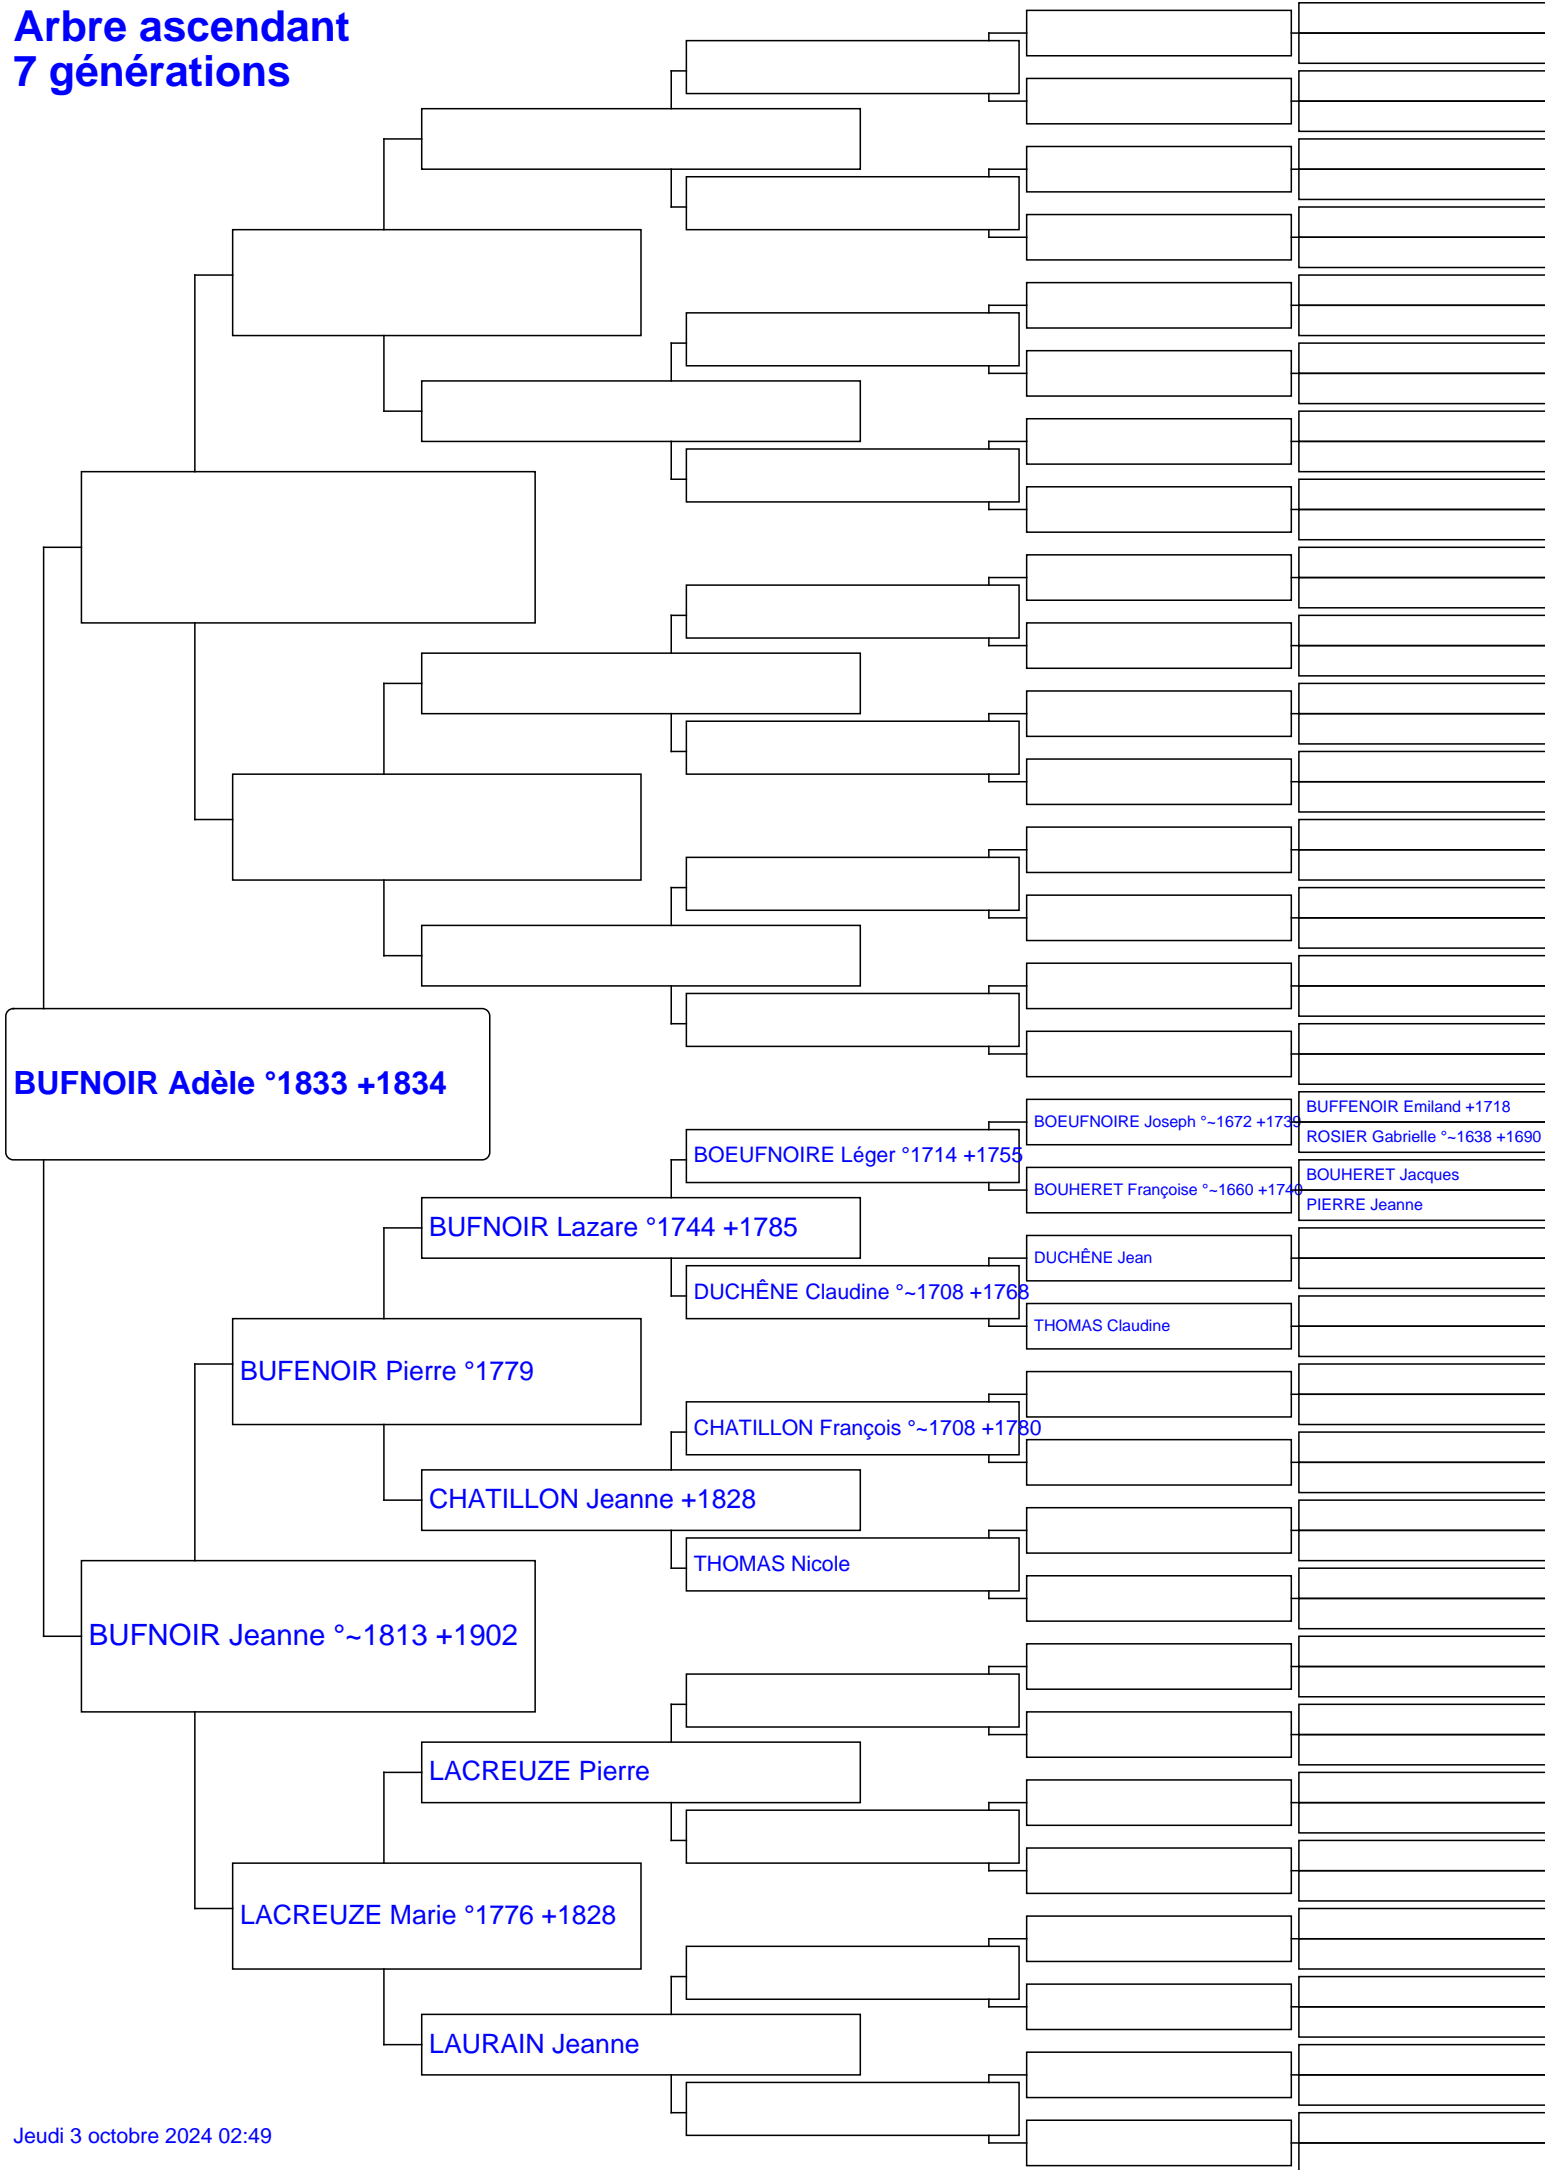 Arbre ascendant
7 générations
BUFNOIR Adèle °1833 +1834
BUFFENOIR Emiland +1718
BOEUFNOIRE Joseph °~1672 +1739
ROSIER Gabrielle °~1638 +1690
BOEUFNOIRE Léger °1714 +1755
BOUHERET Jacques
BOUHERET Françoise °~1660 +1740
PIERRE Jeanne
BUFNOIR Lazare °1744 +1785
DUCHÊNE Jean
DUCHÊNE Claudine °~1708 +1768
THOMAS Claudine
BUFENOIR Pierre °1779
CHATILLON François °~1708 +1780
CHATILLON Jeanne +1828
THOMAS Nicole
BUFNOIR Jeanne °~1813 +1902
LACREUZE Pierre
LACREUZE Marie °1776 +1828
LAURAIN Jeanne
Jeudi 3 octobre 2024 02:49